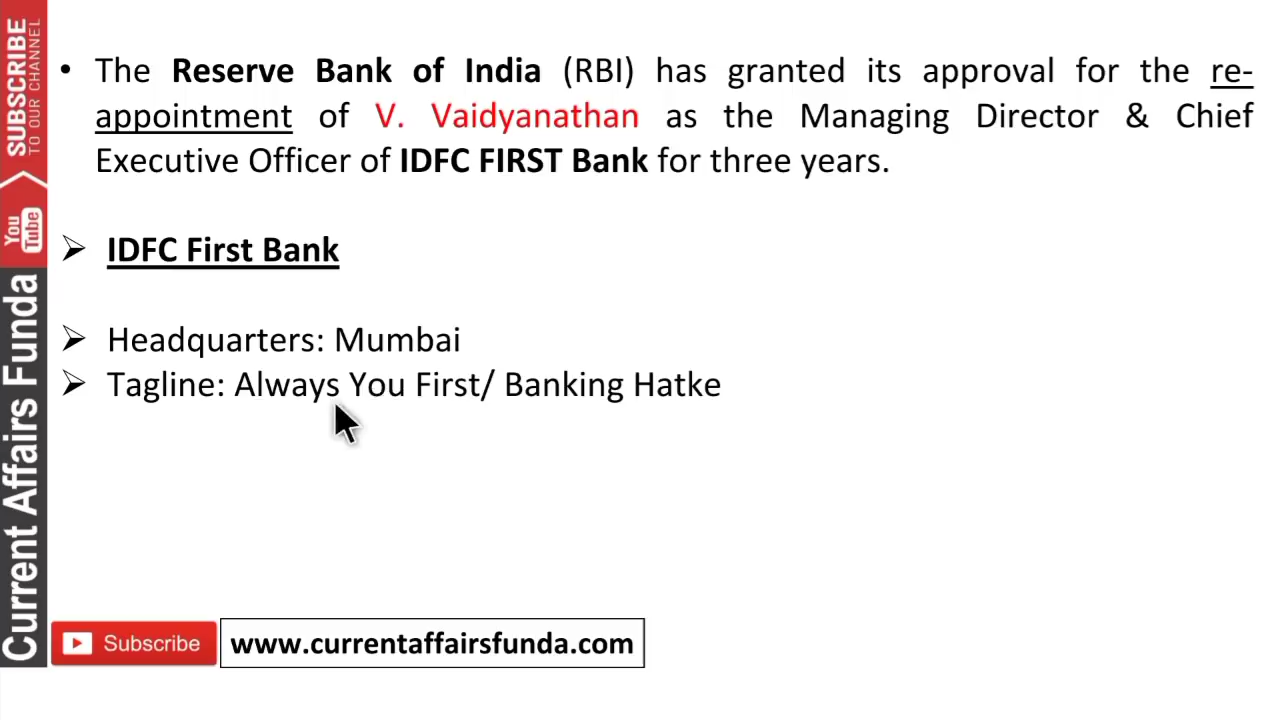 • The Reserve Bank of India (RBI) has granted its approval for the re-
appointment of V. Vaidyanathan as the Managing Director & Chief
Executive Officer of IDFC FIRST Bank for three years.
➢ IDFC First Bank
➢ Headquarters: Mumbai
➢ Tagline: Always You First/ Banking Hatke
SUBSCRIBE
TO OUR CHANNEL
You
Tube
Current Affairs Funda
Subscribe
www.currentaffairsfunda.com